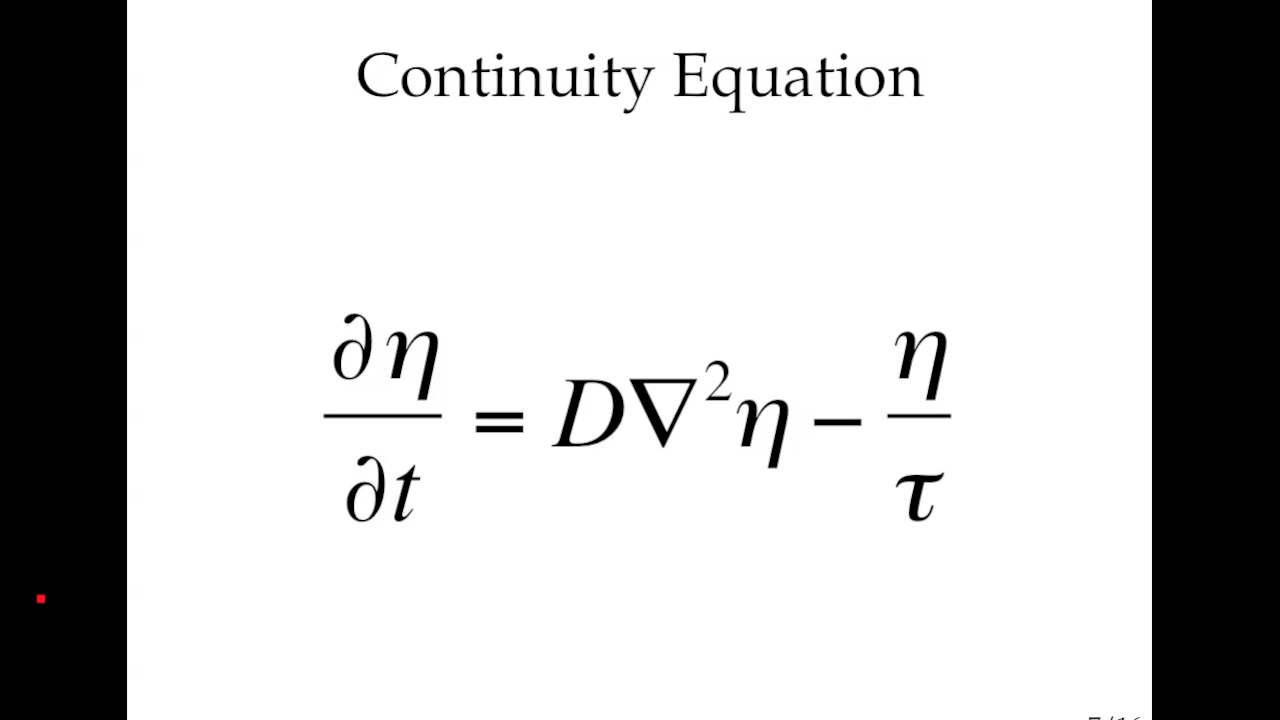 Continuity Equation
∂η/∂t = D∇²η − η/τ